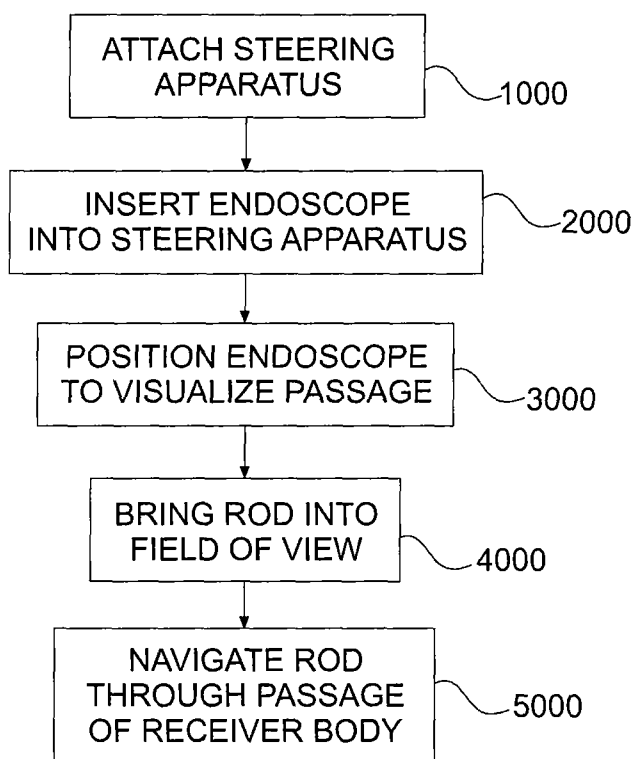 ATTACH STEERING
APPARATUS
1000
INSERT ENDOSCOPE
INTO STEERING APPARATUS
2000
POSITION ENDOSCOPE
TO VISUALIZE PASSAGE
3000
BRING ROD INTO
FIELD OF VIEW
4000
NAVIGATE ROD
THROUGH PASSAGE
OF RECEIVER BODY
5000